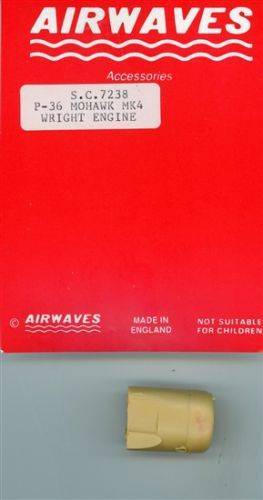 AIRWAVES
Accessories
S.C.7238
P-36 MOHAWK MK4
WRIGHT ENGINE
© AIRWAVES
MADE IN
ENGLAND
NOT SUITABLE
FOR CHILDREN